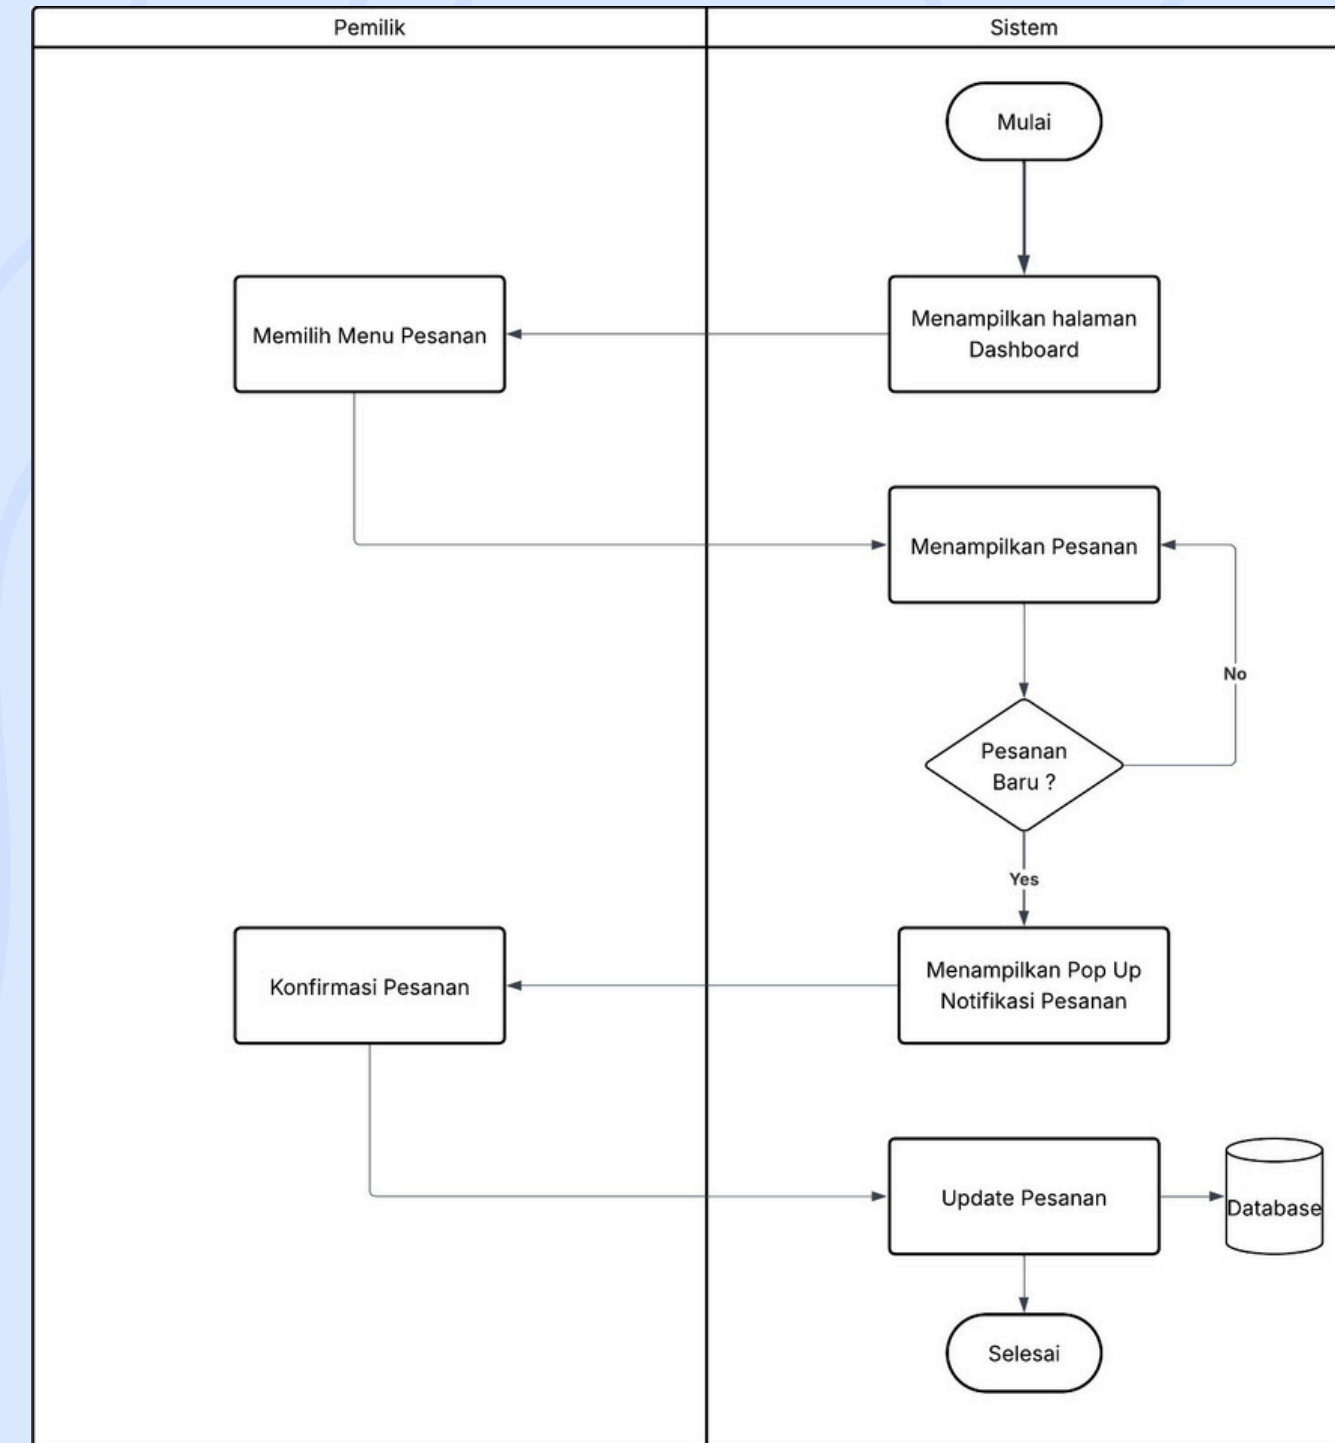 Pemilik
Sistem
Mulai
Menampilkan halaman
Dashboard
Memilih Menu Pesanan
Menampilkan Pesanan
No
Pesanan
Baru ?
Yes
Menampilkan Pop Up
Notifikasi Pesanan
Konfirmasi Pesanan
Update Pesanan
Database
Selesai